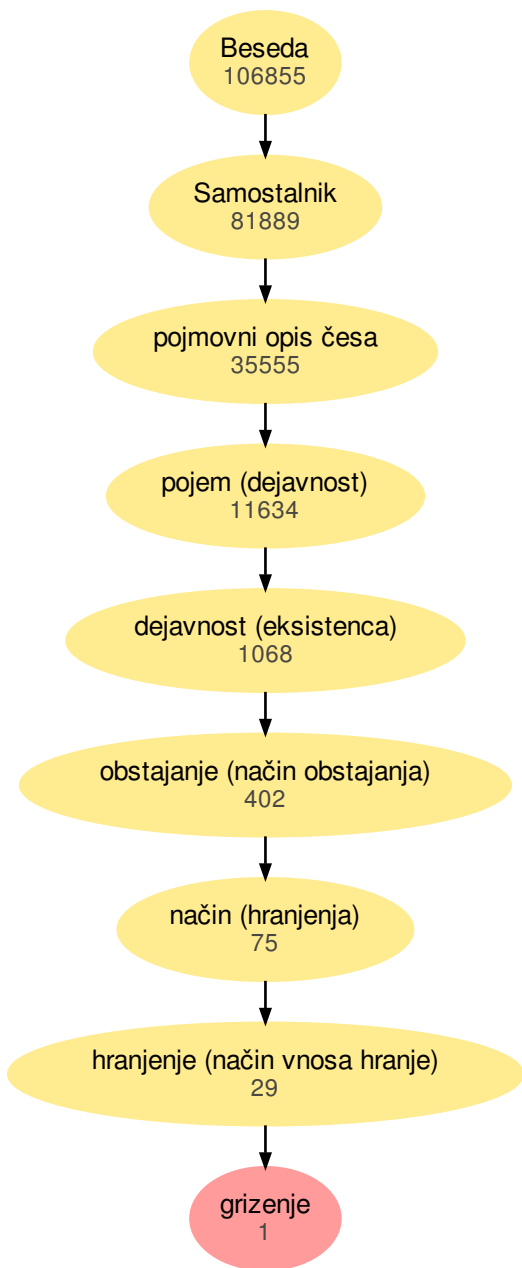 Beseda
106855
Samostalnik
81889
pojmovni opis česa
35555
pojem (dejavnost)
11634
dejavnost (eksistenca)
1068
obstajanje (način obstajanja)
402
način (hranjenja)
75
hranjenje (način vnosa hranje)
29
grizenje
1